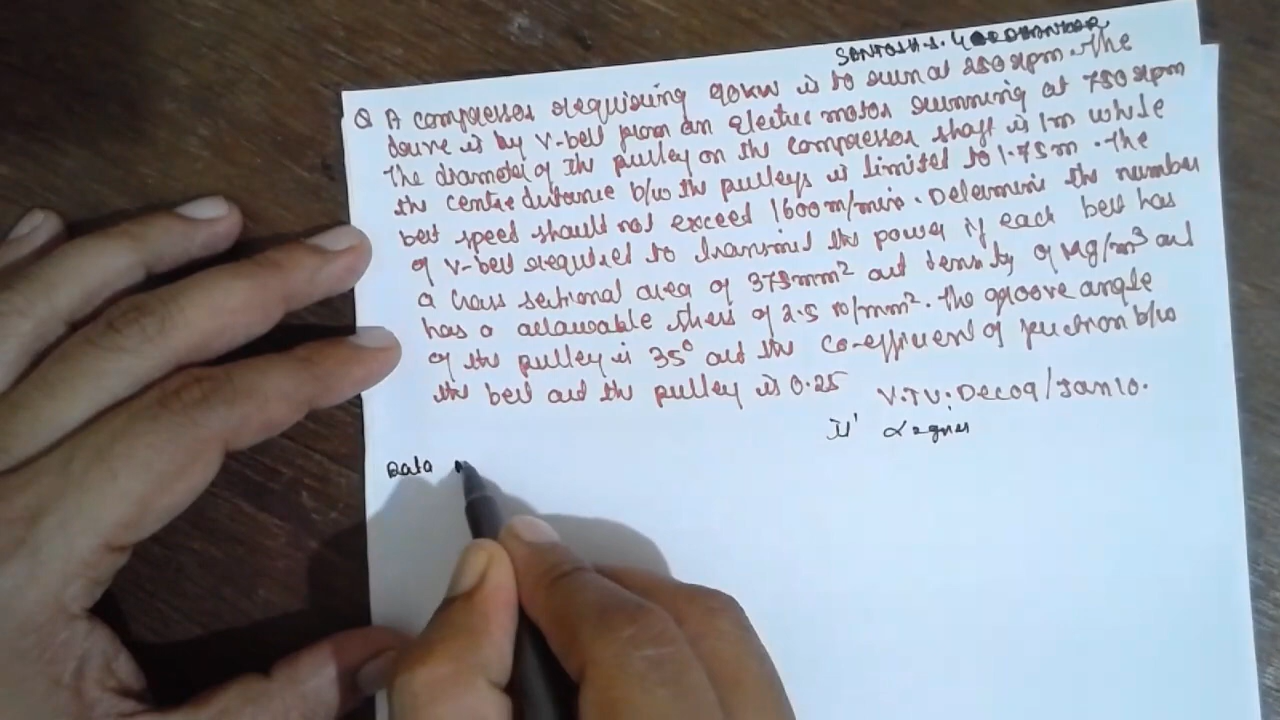 SANTOSH.S.
Q A compressor requiring 90kw is to run at 250 rpm. The
drive is by V-belt from an electric motor running at 750 rpm
the diameter of the pulley on the compressor shaft is 1m while
the centre distance b/w the pulleys is limited to 1.75m. The
belt speed should not exceed 1600m/min. Determine the number
of V-belt required to transmit the power if each belt has
a cross sectional area of 375mm² and density of kg/m³ and
has a allowable stress of 2.5 N/mm². The groove angle
of the pulley is 35° and the co-efficient of friction b/w
the belt and the pulley is 0.25 V.T.U: Dec09/Jan10.
Data